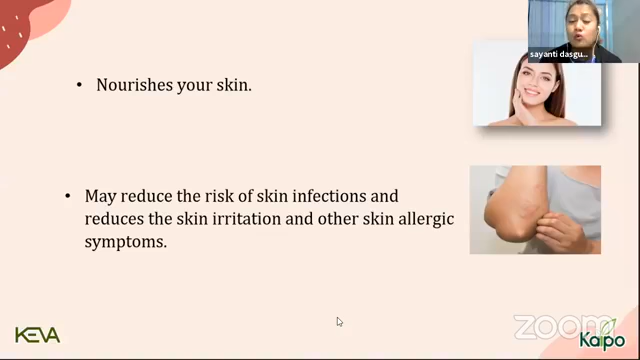 sayanti dasgu...
• Nourishes your skin.
• May reduce the risk of skin infections and
reduces the skin irritation and other skin allergic
symptoms.
KEVA
zoom
Kaipo